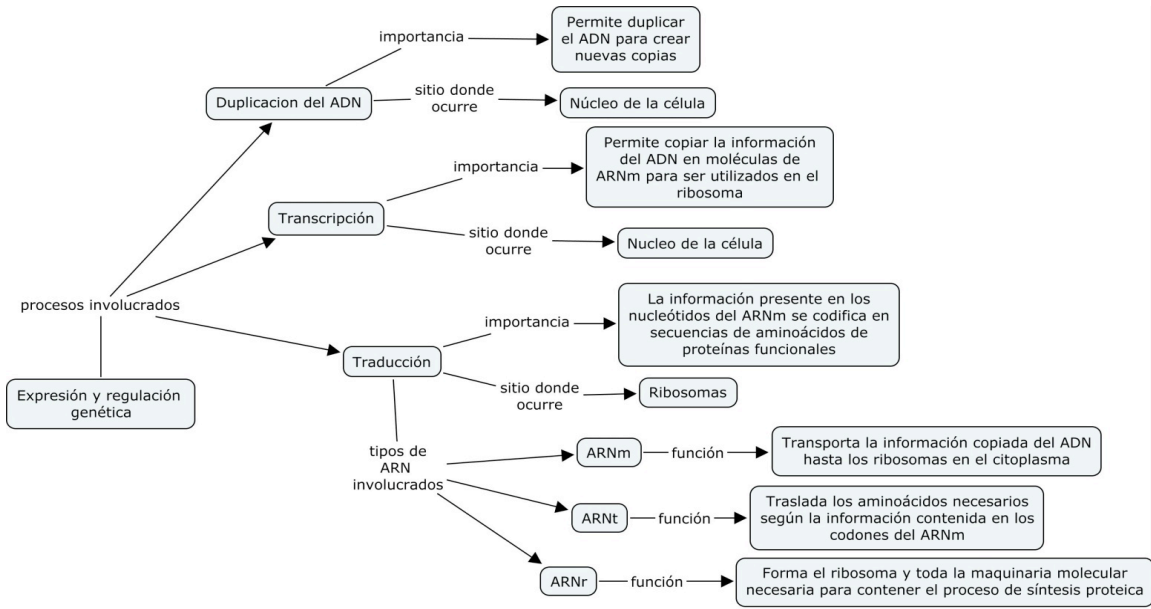 importancia
Permite duplicar
el ADN para crear
nuevas copias
Duplicacion del ADN
sitio donde
ocurre
Núcleo de la célula
importancia
Permite copiar la información
del ADN en moléculas de
ARNm para ser utilizados en el
ribosoma
Transcripción
sitio donde
ocurre
Nucleo de la célula
procesos involucrados
importancia
La información presente en los
nucleótidos del ARNm se codifica en
secuencias de aminoácidos de
proteínas funcionales
Traducción
sitio donde
ocurre
Ribosomas
Expresión y regulación
genética
tipos de
ARN
involucrados
ARNm
función
Transporta la información copiada del ADN
hasta los ribosomas en el citoplasma
ARNt
función
Traslada los aminoácidos necesarios
según la información contenida en los
codones del ARNm
ARNr
función
Forma el ribosoma y toda la maquinaria molecular
necesaria para contener el proceso de síntesis proteica